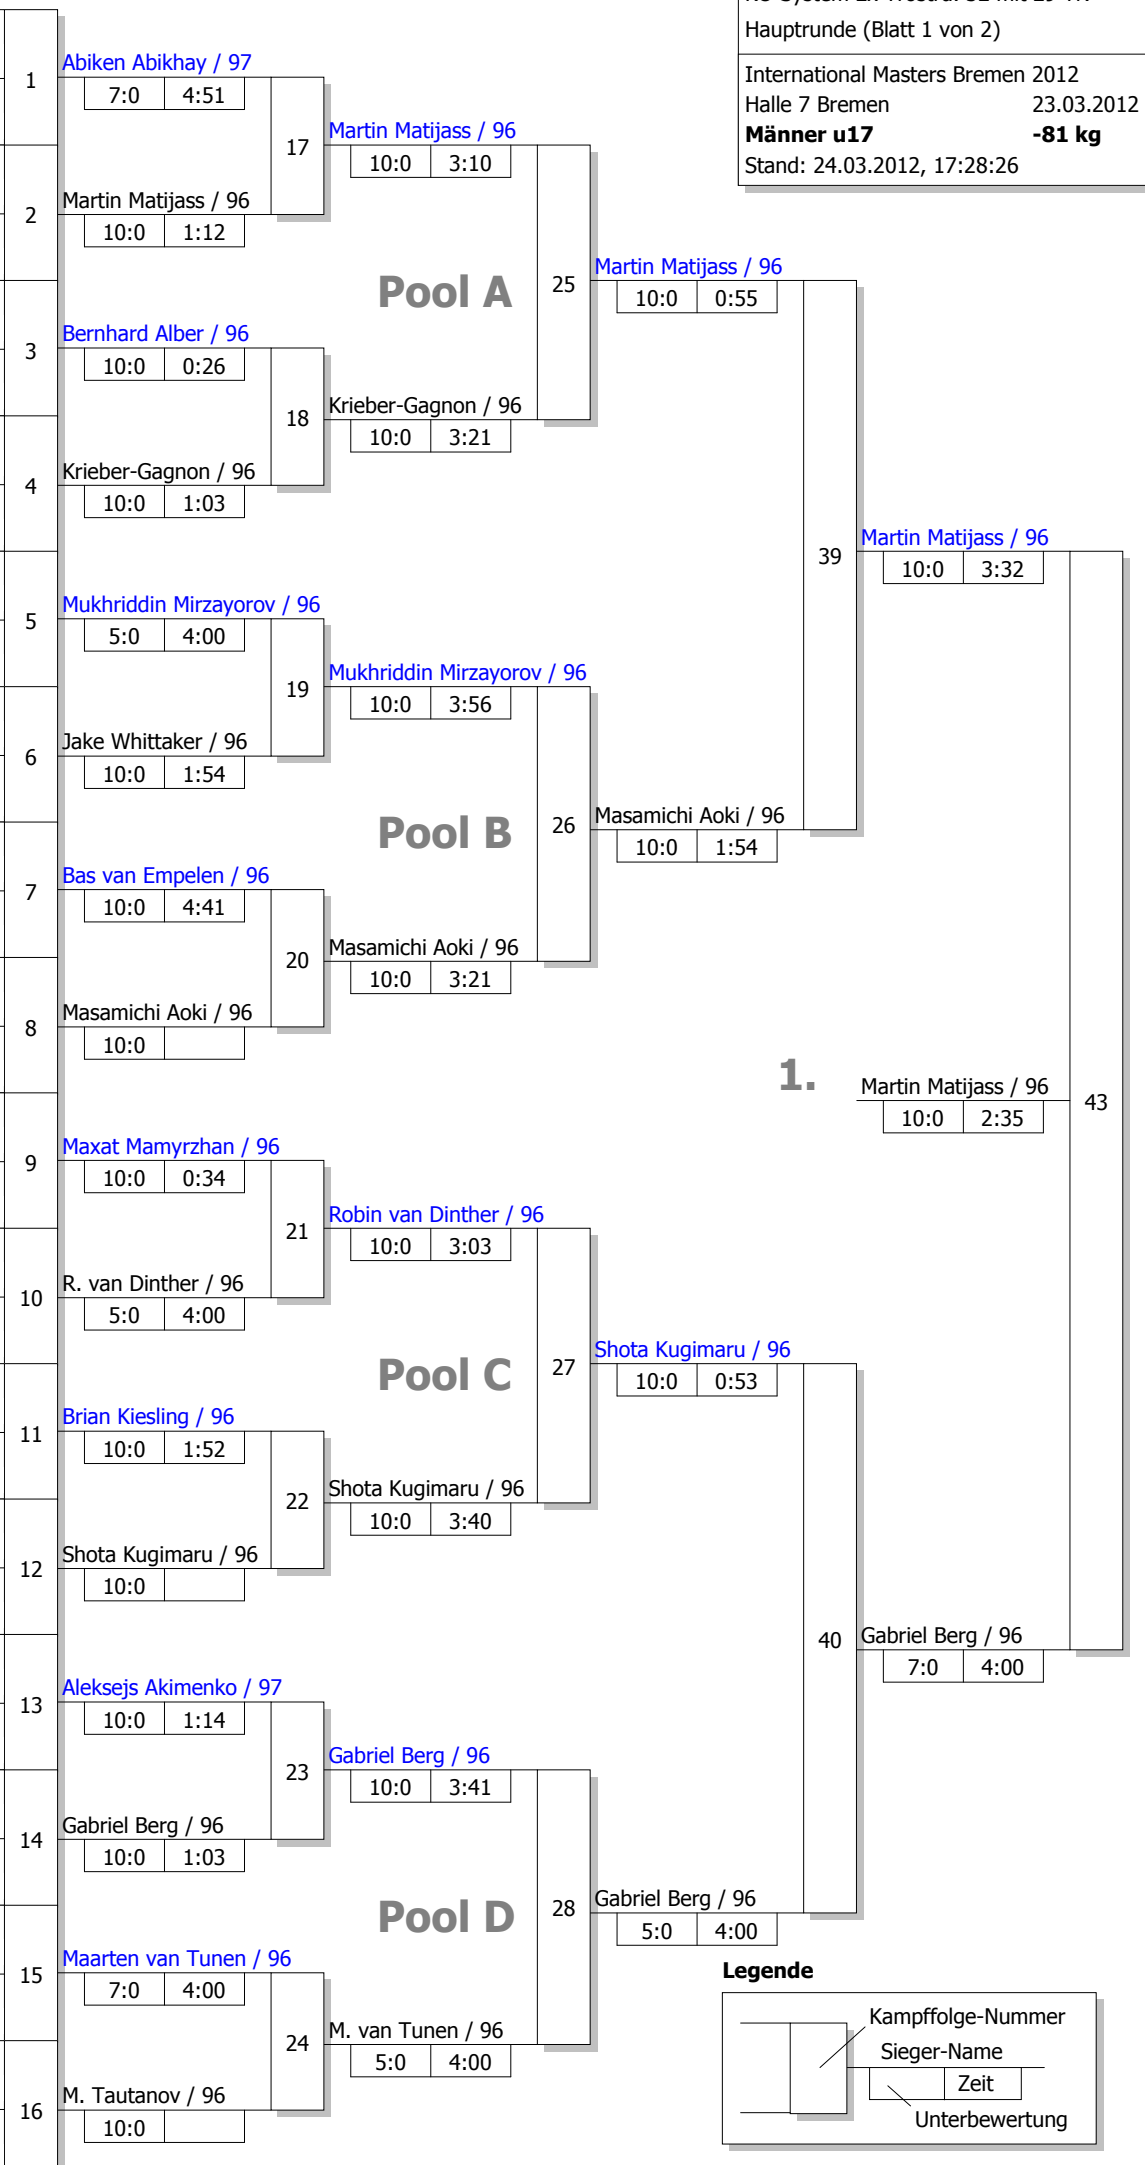 Hauptrunde (Blatt 1 von 2)
International Masters Bremen 2012
Halle 7 Bremen 23.03.2012
Männer u17 -81 kg
Stand: 24.03.2012, 17:28:26
1
Abiken Abikhay / 97
7:0 4:51
17
Martin Matijass / 96
10:0 3:10
2
Martin Matijass / 96
10:0 1:12
Pool A
25
Martin Matijass / 96
10:0 0:55
3
Bernhard Alber / 96
10:0 0:26
18
Krieber-Gagnon / 96
10:0 3:21
4
Krieber-Gagnon / 96
10:0 1:03
39
Martin Matijass / 96
10:0 3:32
5
Mukhriddin Mirzayorov / 96
5:0 4:00
19
Mukhriddin Mirzayorov / 96
10:0 3:56
6
Jake Whittaker / 96
10:0 1:54
Pool B
26
Masamichi Aoki / 96
10:0 1:54
7
Bas van Empelen / 96
10:0 4:41
20
Masamichi Aoki / 96
10:0 3:21
8
Masamichi Aoki / 96
10:0
1.
Martin Matijass / 96
10:0 2:35
43
9
Maxat Mamyrzhan / 96
10:0 0:34
21
Robin van Dinther / 96
10:0 3:03
10
R. van Dinther / 96
5:0 4:00
Pool C
27
Shota Kugimaru / 96
10:0 0:53
11
Brian Kiesling / 96
10:0 1:52
22
Shota Kugimaru / 96
10:0 3:40
12
Shota Kugimaru / 96
10:0
40
Gabriel Berg / 96
7:0 4:00
13
Aleksejs Akimenko / 97
10:0 1:14
23
Gabriel Berg / 96
10:0 3:41
14
Gabriel Berg / 96
10:0 1:03
Pool D
28
Gabriel Berg / 96
5:0 4:00
15
Maarten van Tunen / 96
7:0 4:00
24
M. van Tunen / 96
5:0 4:00
16
M. Tautanov / 96
10:0
Legende
Kampffolge-Nummer
Sieger-Name
Zeit
Unterbewertung